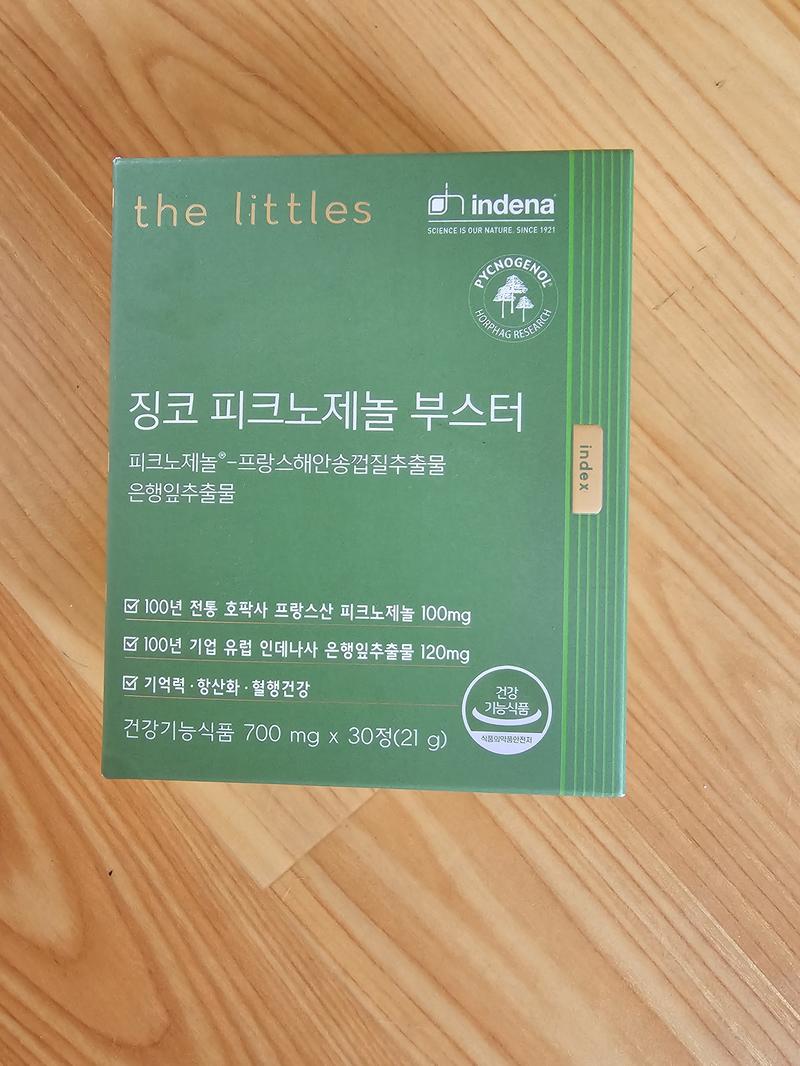 the littles
indena®
SCIENCE IS OUR NATURE. SINCE 1921
PYCNOGENOL®
HORPHAG RESEARCH
징코 피크노제놀 부스터
피크노제놀®-프랑스해안송껍질추출물
은행잎추출물
index
100년 전통 호팍사 프랑스산 피크노제놀 100mg
100년 기업 유럽 인데나사 은행잎추출물 120mg
기억력·항산화·혈행건강
건강
기능식품
식품의약품안전처
건강기능식품 700 mg x 30정(21 g)